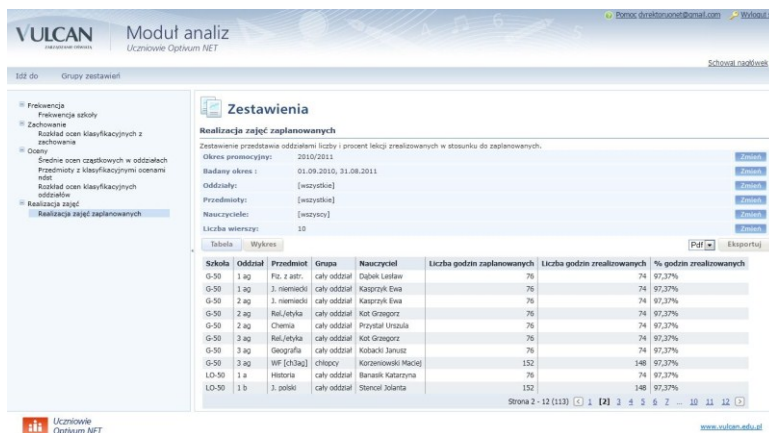 Pomoc dyrektoruonet@gmail.com Wyloguj
VULCAN
Moduł analiz
Uczniowie Optivum NET
Schowaj nagłówek
Idź do Grupy zestawień
Frekwencja
Frekwencja szkoły
Zachowanie
Rozkład ocen klasyfikacyjnych z
zachowania
Oceny
Średnie ocen cząstkowych w oddziałach
Przedmioty z klasyfikacyjnymi ocenami
ndst
Rozkład ocen klasyfikacyjnych
oddziałów
Realizacja zajęć
Realizacja zajęć zaplanowanych
Zestawienia
Realizacja zajęć zaplanowanych
Zestawienie przedstawia oddziałami liczby i procent lekcji zrealizowanych w stosunku do zaplanowanych.
Okres promocyjny: 2010/2011 Zmień
Badany okres : 01.09.2010, 31.08.2011 Zmień
Oddziały: [wszystkie] Zmień
Przedmioty: [wszystkie] Zmień
Nauczyciele: [wszyscy] Zmień
Liczba wierszy: 10 Zmień
Tabela Wykres Pdf Eksportuj
Szkoła Oddział Przedmiot Grupa Nauczyciel Liczba godzin zaplanowanych Liczba godzin zrealizowanych % godzin zrealizowanych
G-50 1 ag Fiz. z astr. cały oddział Dąbek Lesław 76 74 97,37%
G-50 1 ag J. niemiecki cały oddział Kasprzyk Ewa 76 74 97,37%
G-50 2 ag J. niemiecki cały oddział Kasprzyk Ewa 76 74 97,37%
G-50 2 ag Rel./etyka cały oddział Kot Grzegorz 76 74 97,37%
G-50 2 ag Chemia cały oddział Przystał Urszula 76 74 97,37%
G-50 3 ag Rel./etyka cały oddział Kot Grzegorz 76 74 97,37%
G-50 3 ag Geografia cały oddział Kobacki Janusz 76 74 97,37%
G-50 3 ag WF [ch3ag] chłopcy Korzeniowski Maciej 152 148 97,37%
LO-50 1 a Historia cały oddział Banasik Katarzyna 76 74 97,37%
LO-50 1 b J. polski cały oddział Stencel Jolanta 152 148 97,37%
Strona 2 - 12 (113) 1 [2] 3 4 5 6 7 ... 10 11 12
Uczniowie
Optivum NET
www.vulcan.edu.pl